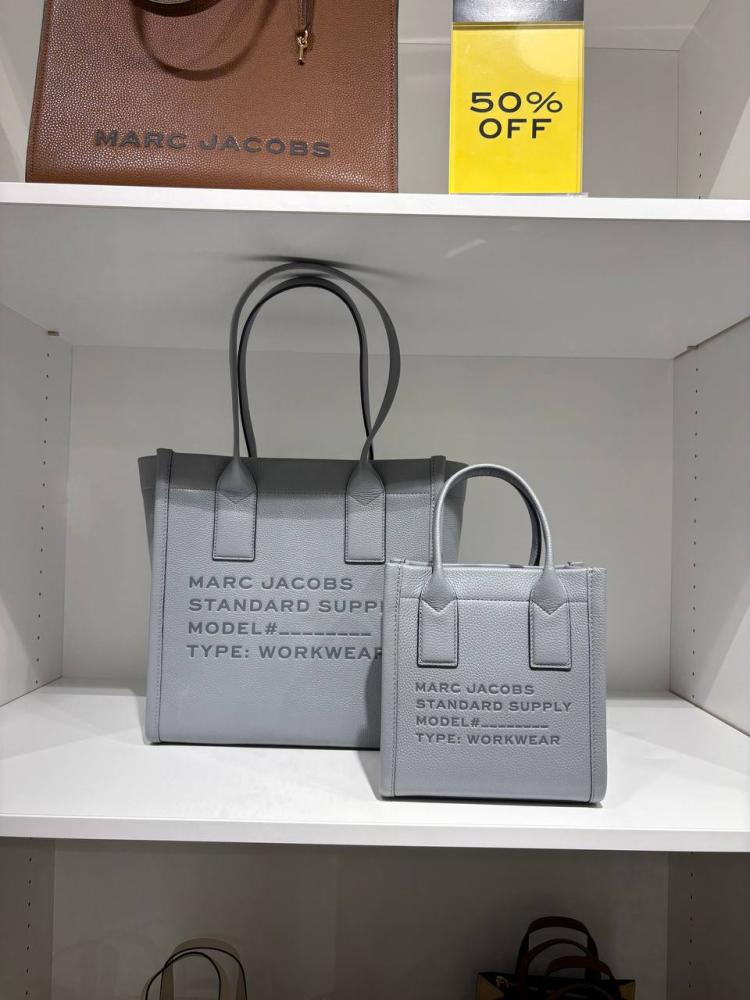 MARC JACOBS
50%
OFF
MARC JACOBS
STANDARD SUPPL
MODEL#________
TYPE: WORKWEAR
MARC JACOBS
STANDARD SUPPLY
MODEL#________
TYPE: WORKWEAR